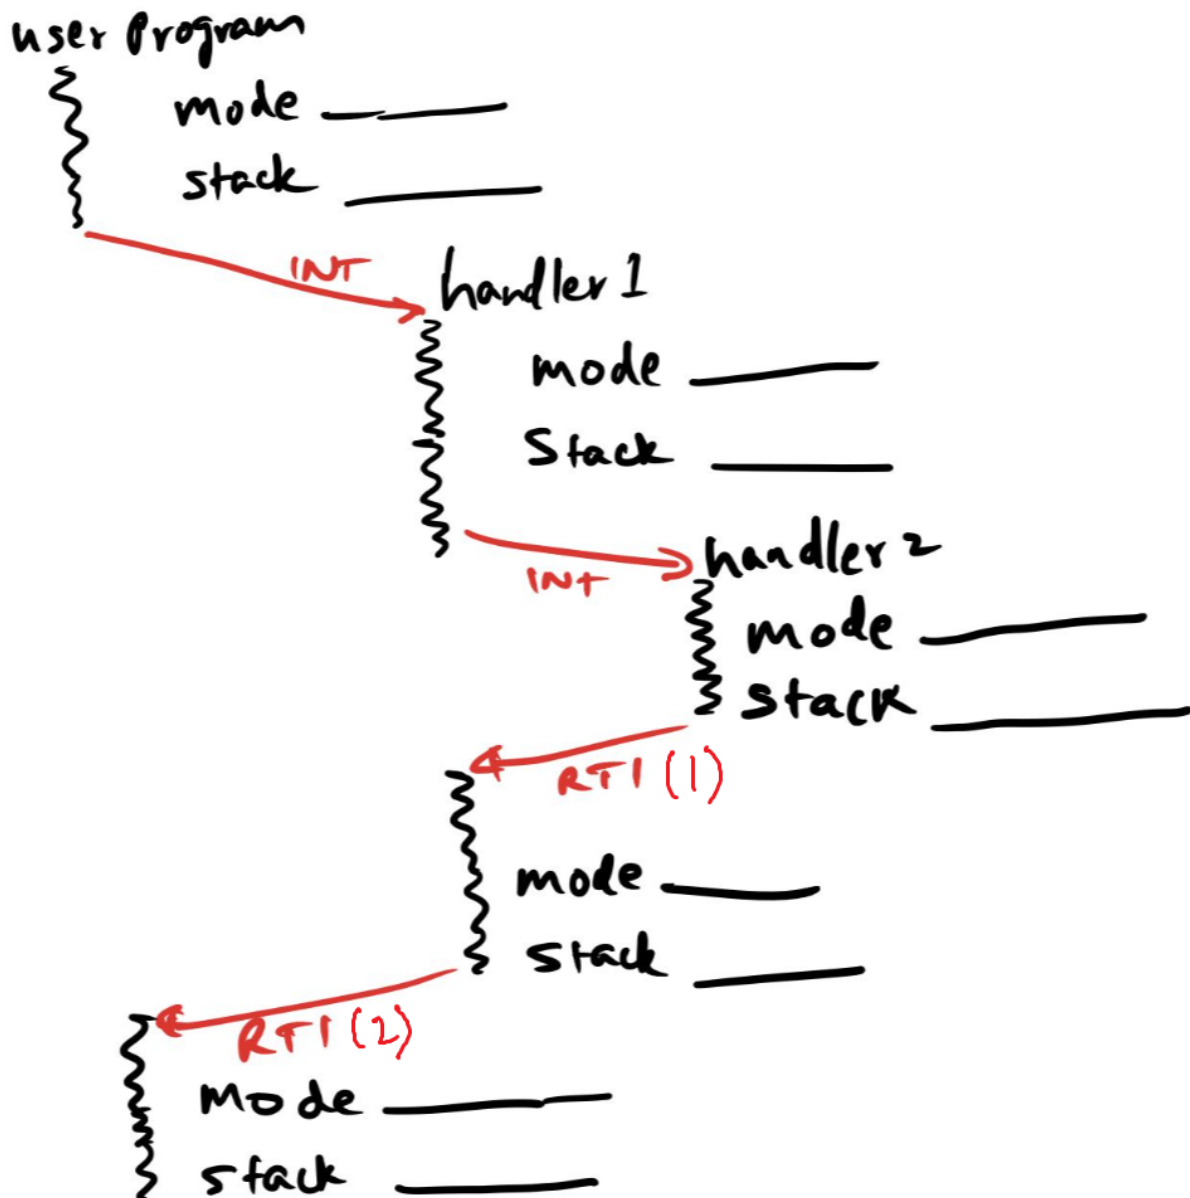 user Program
mode
stack
INT
handler 1
mode
Stack
INT
handler 2
mode
stack
RTI (1)
mode
stack
RTI (2)
mode
stack